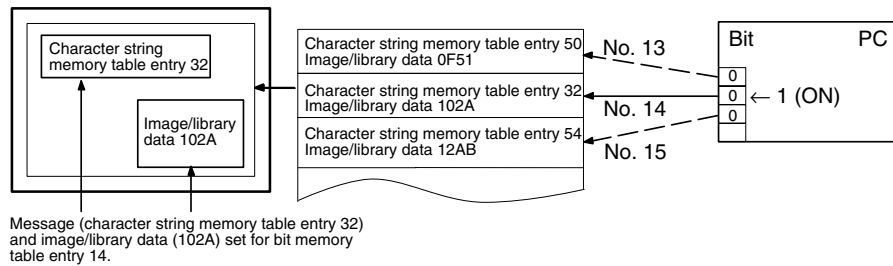 Character string
memory table entry 32
Image/library
data 102A
Message (character string memory table entry 32)
and image/library data (102A) set for bit memory
table entry 14.
Character string memory table entry 50
Image/library data 0F51
Character string memory table entry 32
Image/library data 102A
Character string memory table entry 54
Image/library data 12AB
No. 13
No. 14
No. 15
Bit PC
0
0 ← 1 (ON)
0